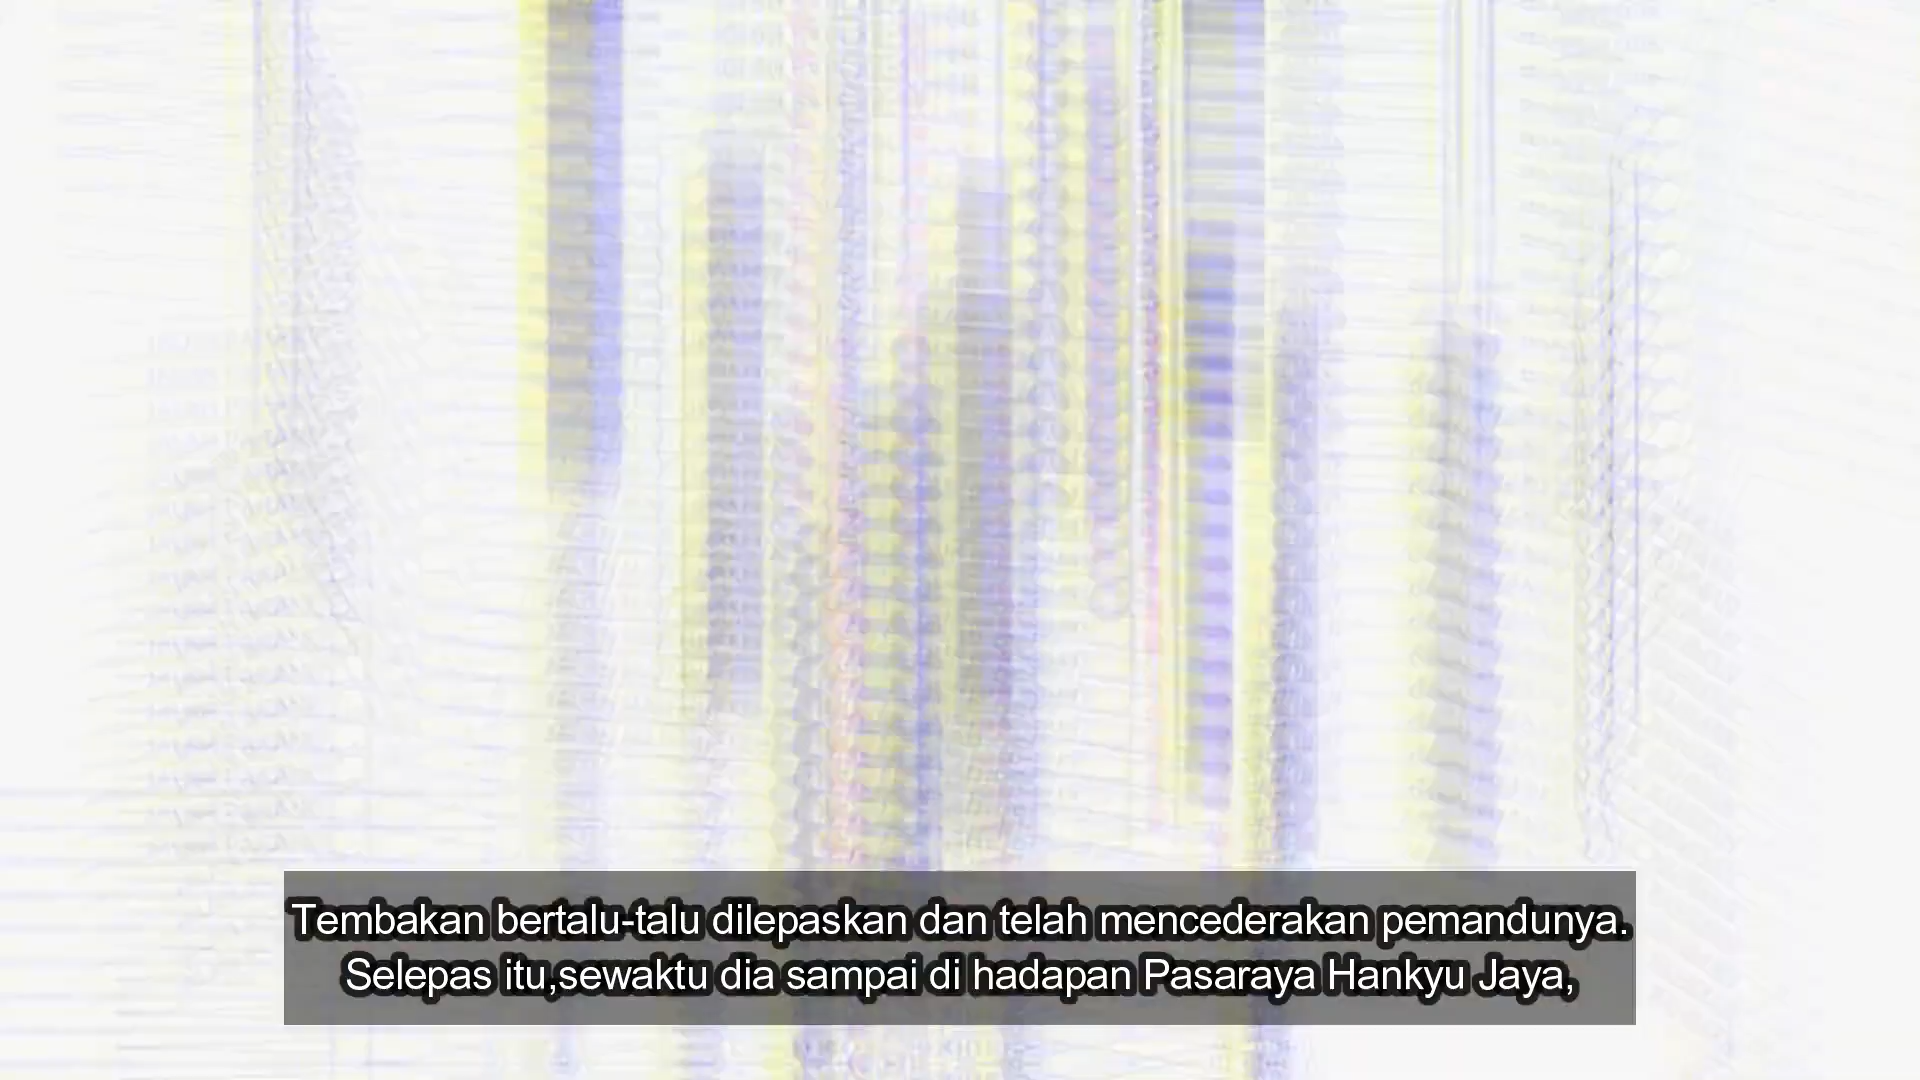 Tembakan bertalu-talu dilepaskan dan telah mencederakan pemandunya.
Selepas itu,sewaktu dia sampai di hadapan Pasaraya Hankyu Jaya,